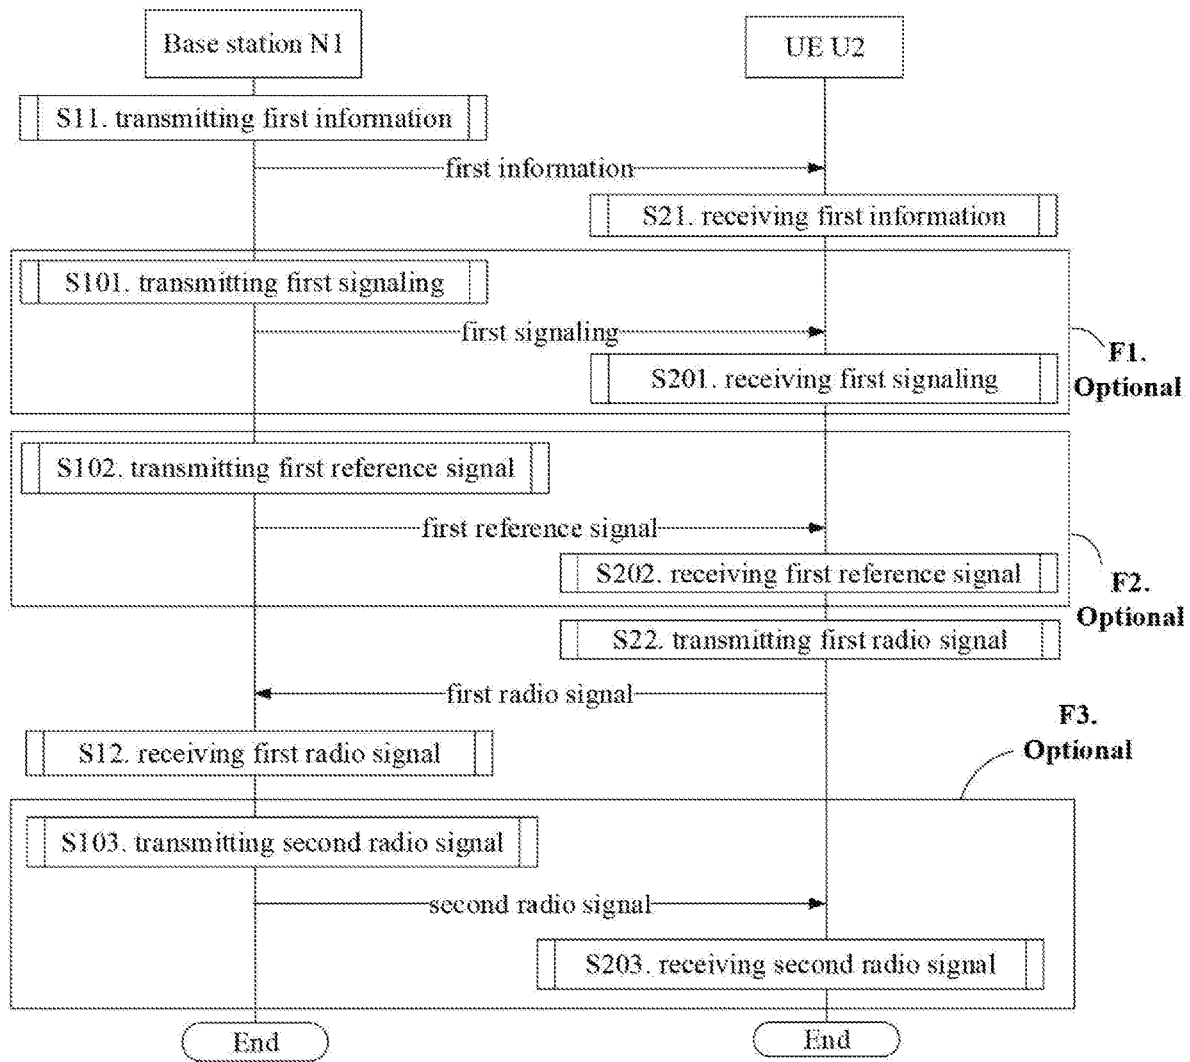 Base station N1
UE U2
S11. transmitting first information
first information
S21. receiving first information
S101. transmitting first signaling
first signaling
S201. receiving first signaling
F1.
Optional
S102. transmitting first reference signal
first reference signal
S202. receiving first reference signal
F2.
Optional
S22. transmitting first radio signal
first radio signal
S12. receiving first radio signal
F3.
Optional
S103. transmitting second radio signal
second radio signal
S203. receiving second radio signal
End
End